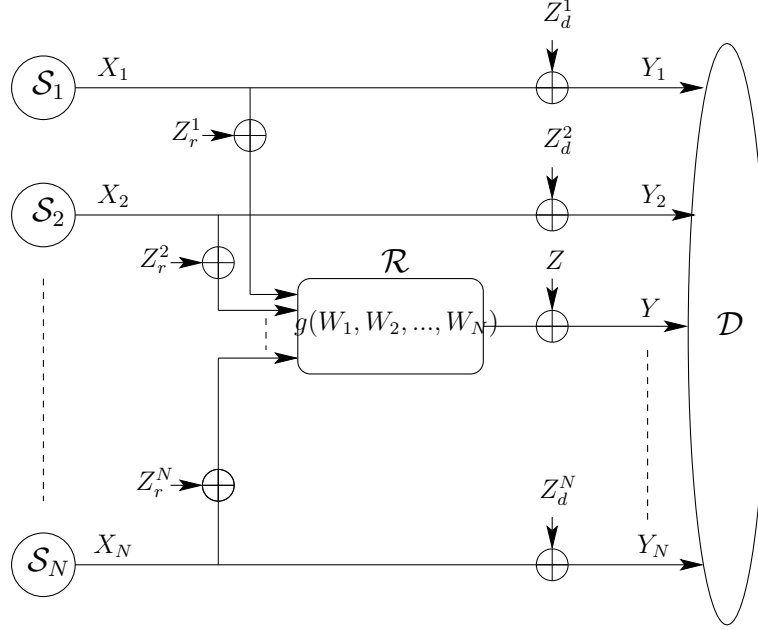 Z_d^1
S_1 X_1 Y_1
Z_r^1
Z_d^2
S_2 X_2 Y_2
Z_r^2
R Z
g(W_1, W_2, ..., W_N) Y D
Z_r^N
Z_d^N
S_N X_N Y_N